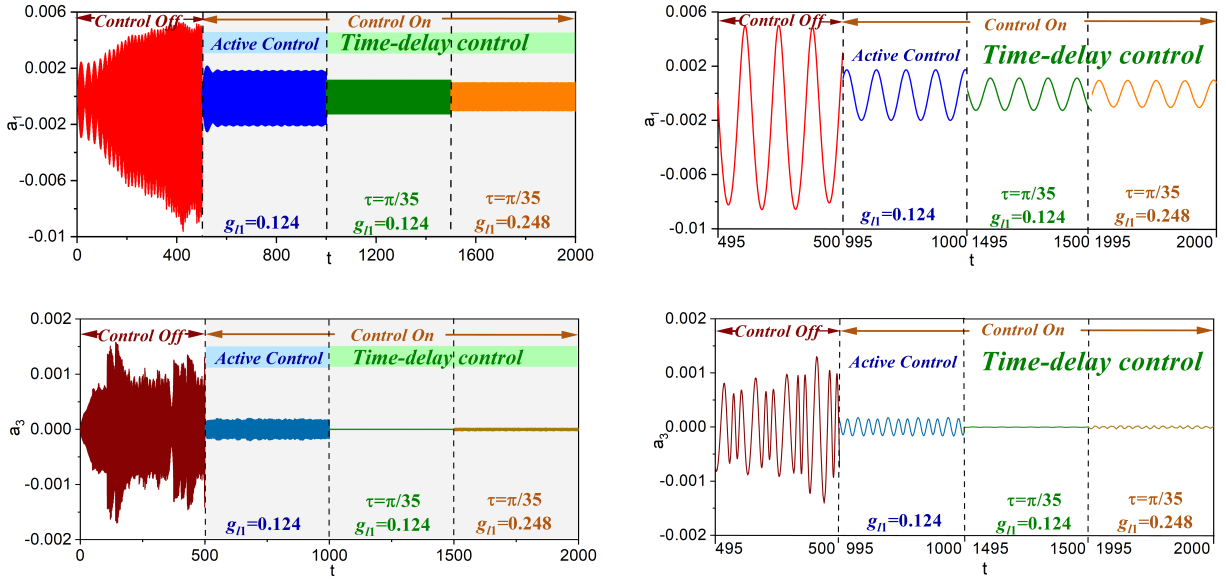 0.006
0.002
-0.002
-0.006
-0.01
a1
Control Off
Control On
Active Control
Time-delay control
τ=π/35
τ=π/35
gl1=0.124
gl1=0.124
gl1=0.248
0
400
800
1200
1600
2000
t
0.006
0.002
-0.002
-0.006
-0.01
a1
Control Off
Control On
Active Control
Time-delay control
τ=π/35
τ=π/35
gl1=0.124
gl1=0.124
gl1=0.248
495
500
995
1000
1495
1500
1995
2000
t
0.002
0.001
0.000
-0.001
-0.002
a3
Control Off
Control On
Active Control
Time-delay control
τ=π/35
τ=π/35
gl1=0.124
gl1=0.124
gl1=0.248
0
500
1000
1500
2000
t
0.002
0.001
0.000
-0.001
-0.002
a3
Control Off
Control On
Active Control
Time-delay control
τ=π/35
τ=π/35
gl1=0.124
gl1=0.124
gl1=0.248
495
500
995
1000
1495
1500
1995
2000
t